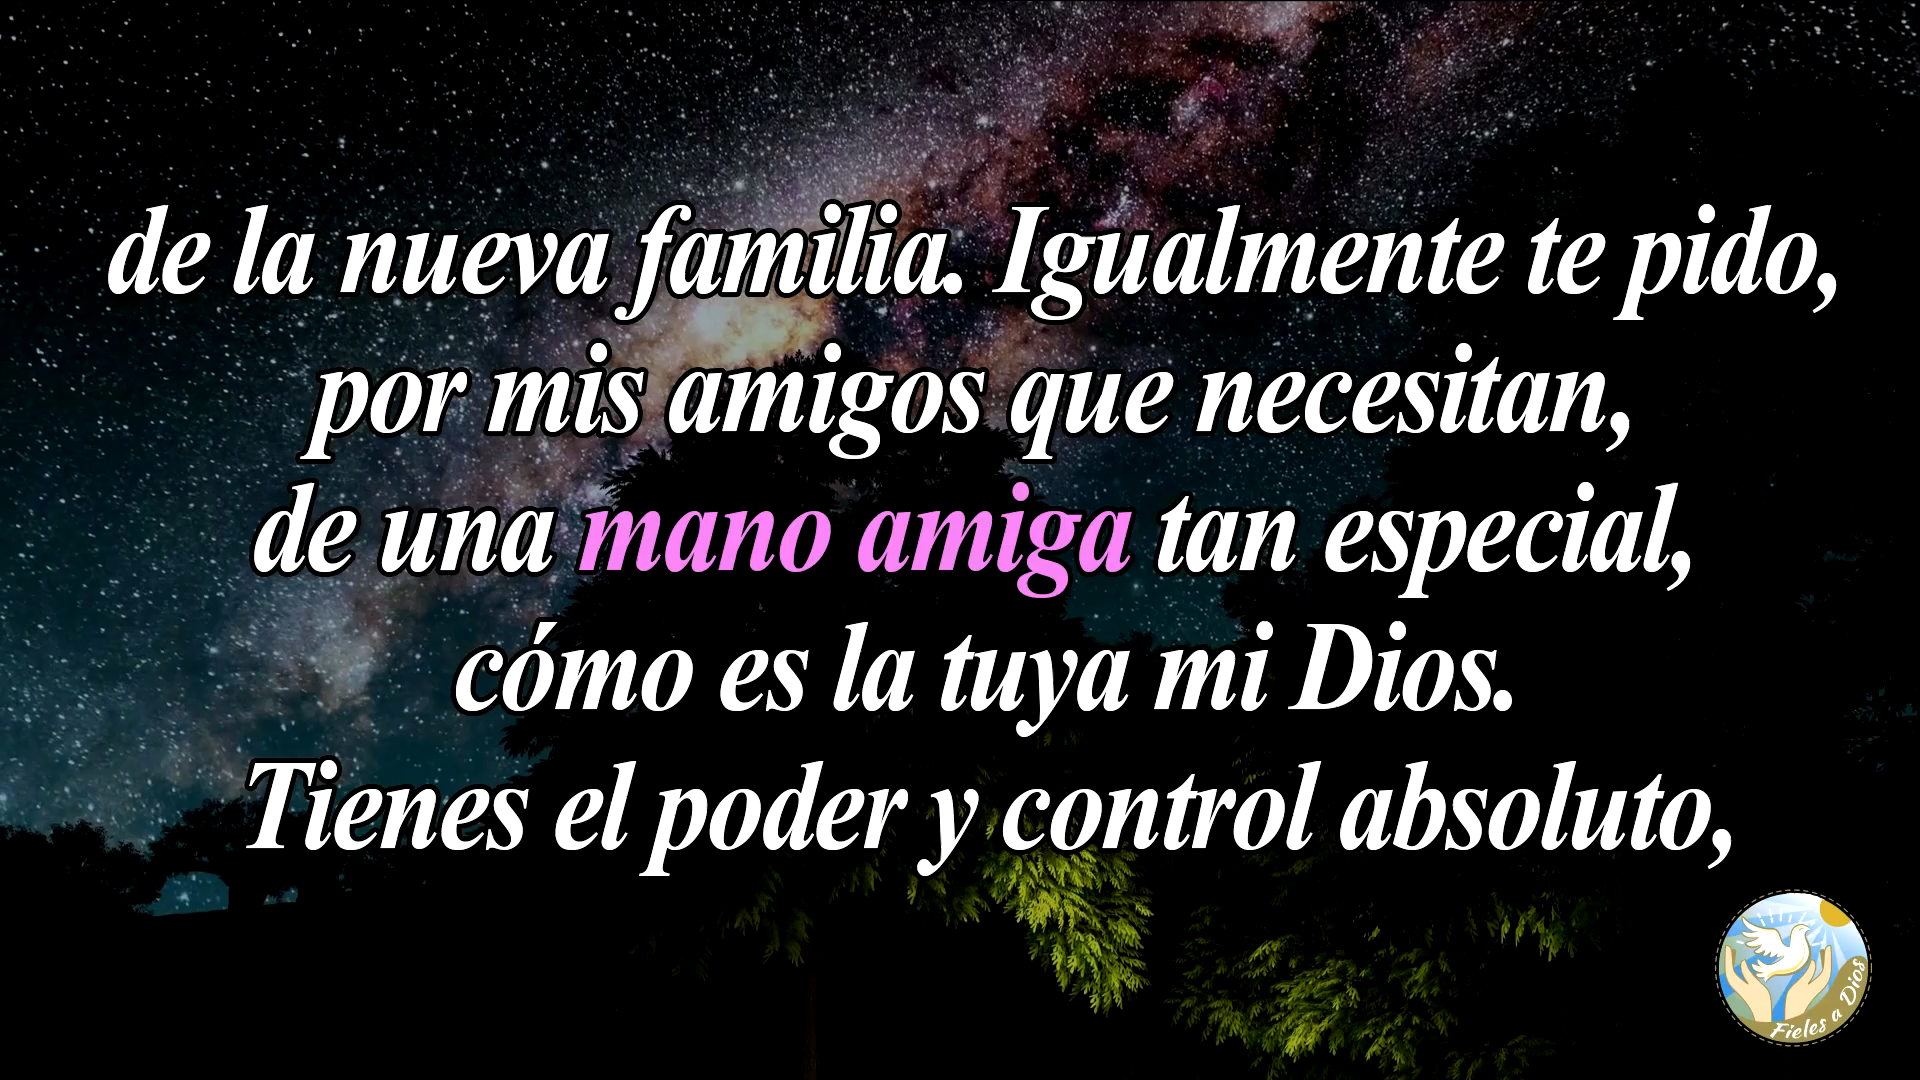 de la nueva familia. Igualmente te pido,
por mis amigos que necesitan,
de una mano amiga tan especial,
cómo es la tuya mi Dios.
Tienes el poder y control absoluto,
Fieles a Dios